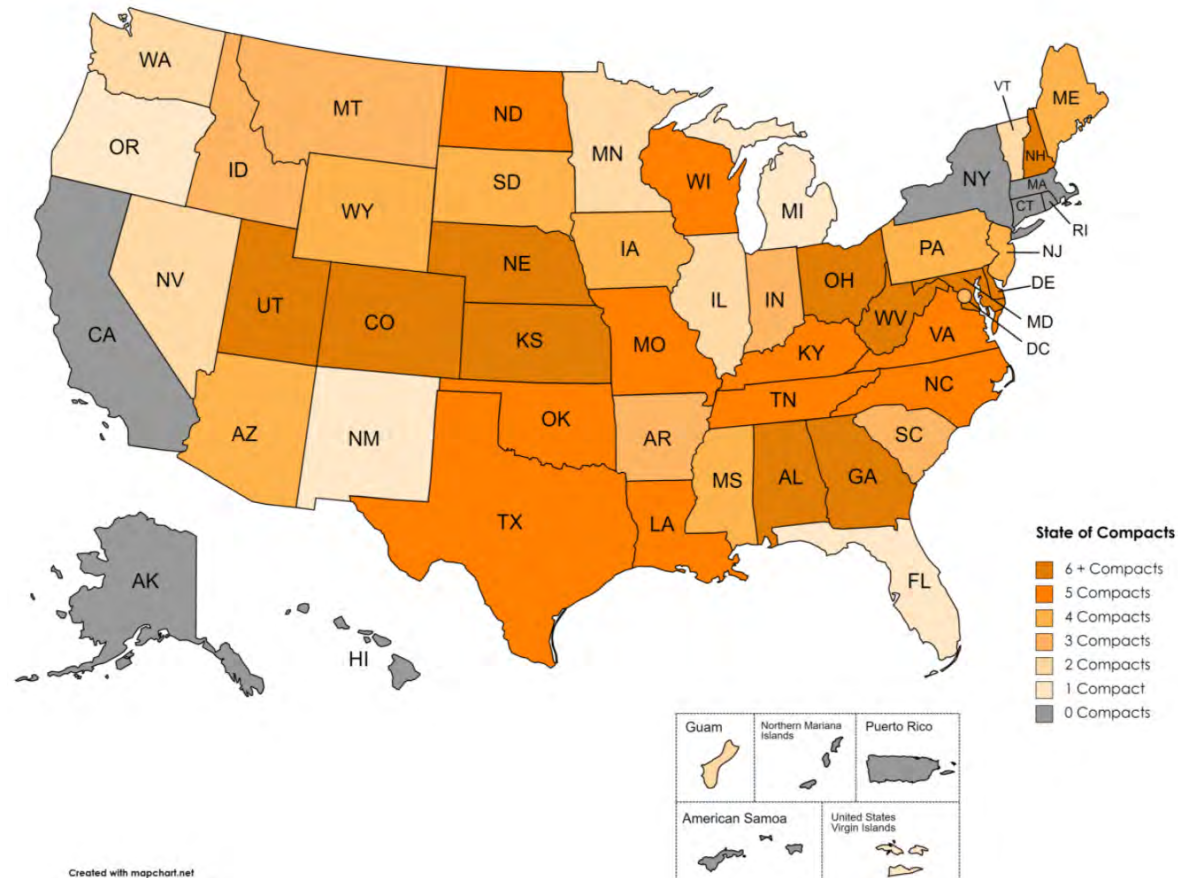 WA
MT
ND
MN
VT
ME
OR
ID
SD
WI
NH
NY
MA
WY
MI
CT
RI
IA
PA
NJ
NV
NE
OH
DE
UT
IL
IN
CA
CO
WV
MD
KS
MO
VA
DC
KY
NC
TN
AZ
OK
NM
AR
SC
MS
AL
GA
TX
LA
State of Compacts
6 + Compacts
AK
FL
5 Compacts
4 Compacts
3 Compacts
HI
2 Compacts
1 Compact
0 Compacts
Guam
Northern Mariana
Islands
Puerto Rico
American Samoa
United States
Virgin Islands
Created with mapchart.net